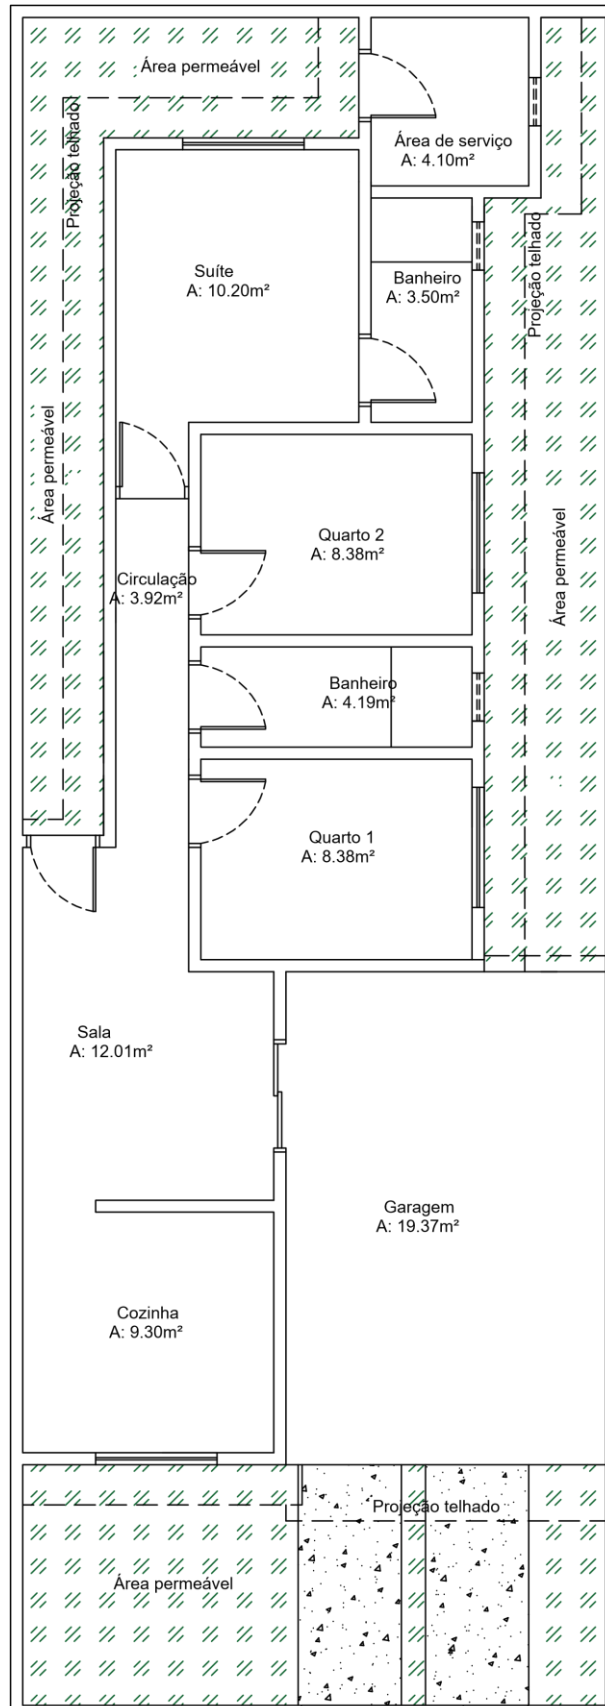 Área permeável
Projeção telhado
Área de serviço
A: 4.10m²
Suíte
A: 10.20m²
Banheiro
A: 3.50m²
Projeção telhado
Área permeável
Quarto 2
A: 8.38m²
Circulação
A: 3.92m²
Área permeável
Banheiro
A: 4.19m²
Quarto 1
A: 8.38m²
Sala
A: 12.01m²
Garagem
A: 19.37m²
Cozinha
A: 9.30m²
Projeção telhado
Área permeável